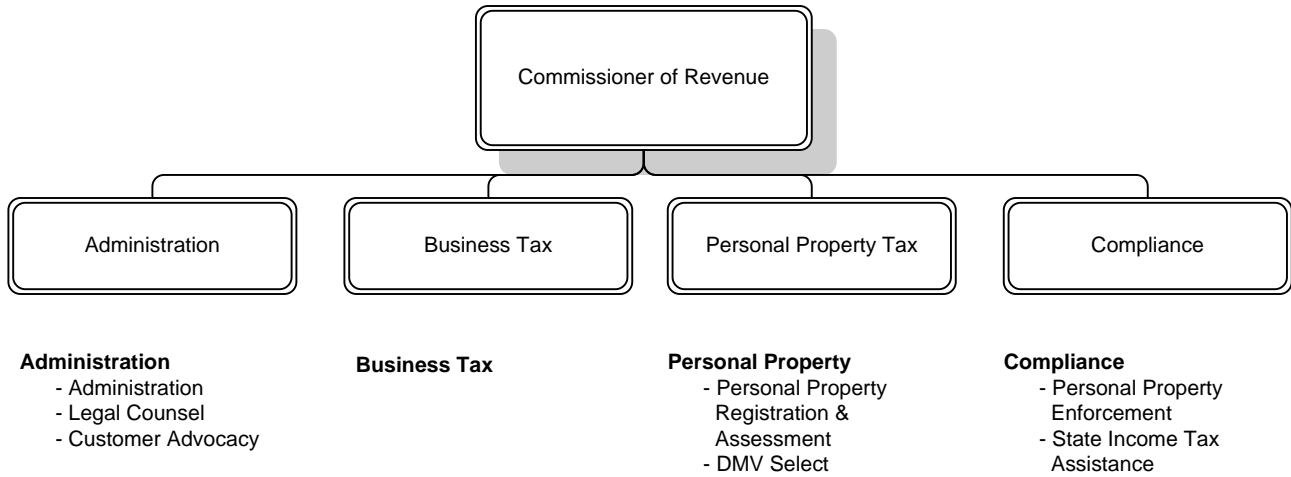 Commissioner of Revenue
Administration
Business Tax
Personal Property Tax
Compliance
Administration
- Administration
- Legal Counsel
- Customer Advocacy
Business Tax
Personal Property
- Personal Property
Registration &
Assessment
- DMV Select
Compliance
- Personal Property
Enforcement
- State Income Tax
Assistance